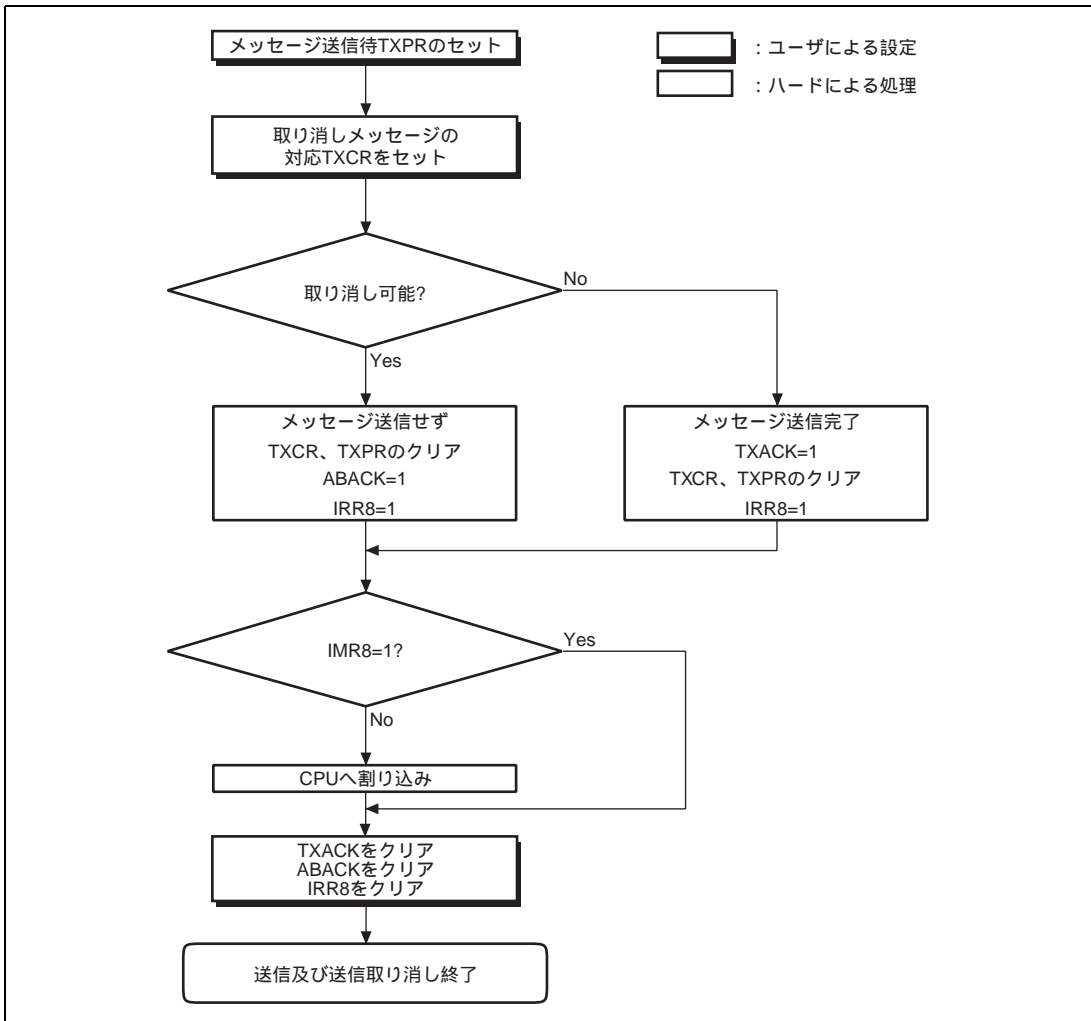 メッセージ送信待TXPRのセット
：ユーザによる設定
：ハードによる処理
取り消しメッセージの
対応TXCRをセット
取り消し可能?
No
Yes
メッセージ送信せず
TXCR、TXPRのクリア
ABACK=1
IRR8=1
メッセージ送信完了
TXACK=1
TXCR、TXPRのクリア
IRR8=1
IMR8=1?
Yes
No
CPUへ割り込み
TXACKをクリア
ABACKをクリア
IRR8をクリア
送信及び送信取り消し終了